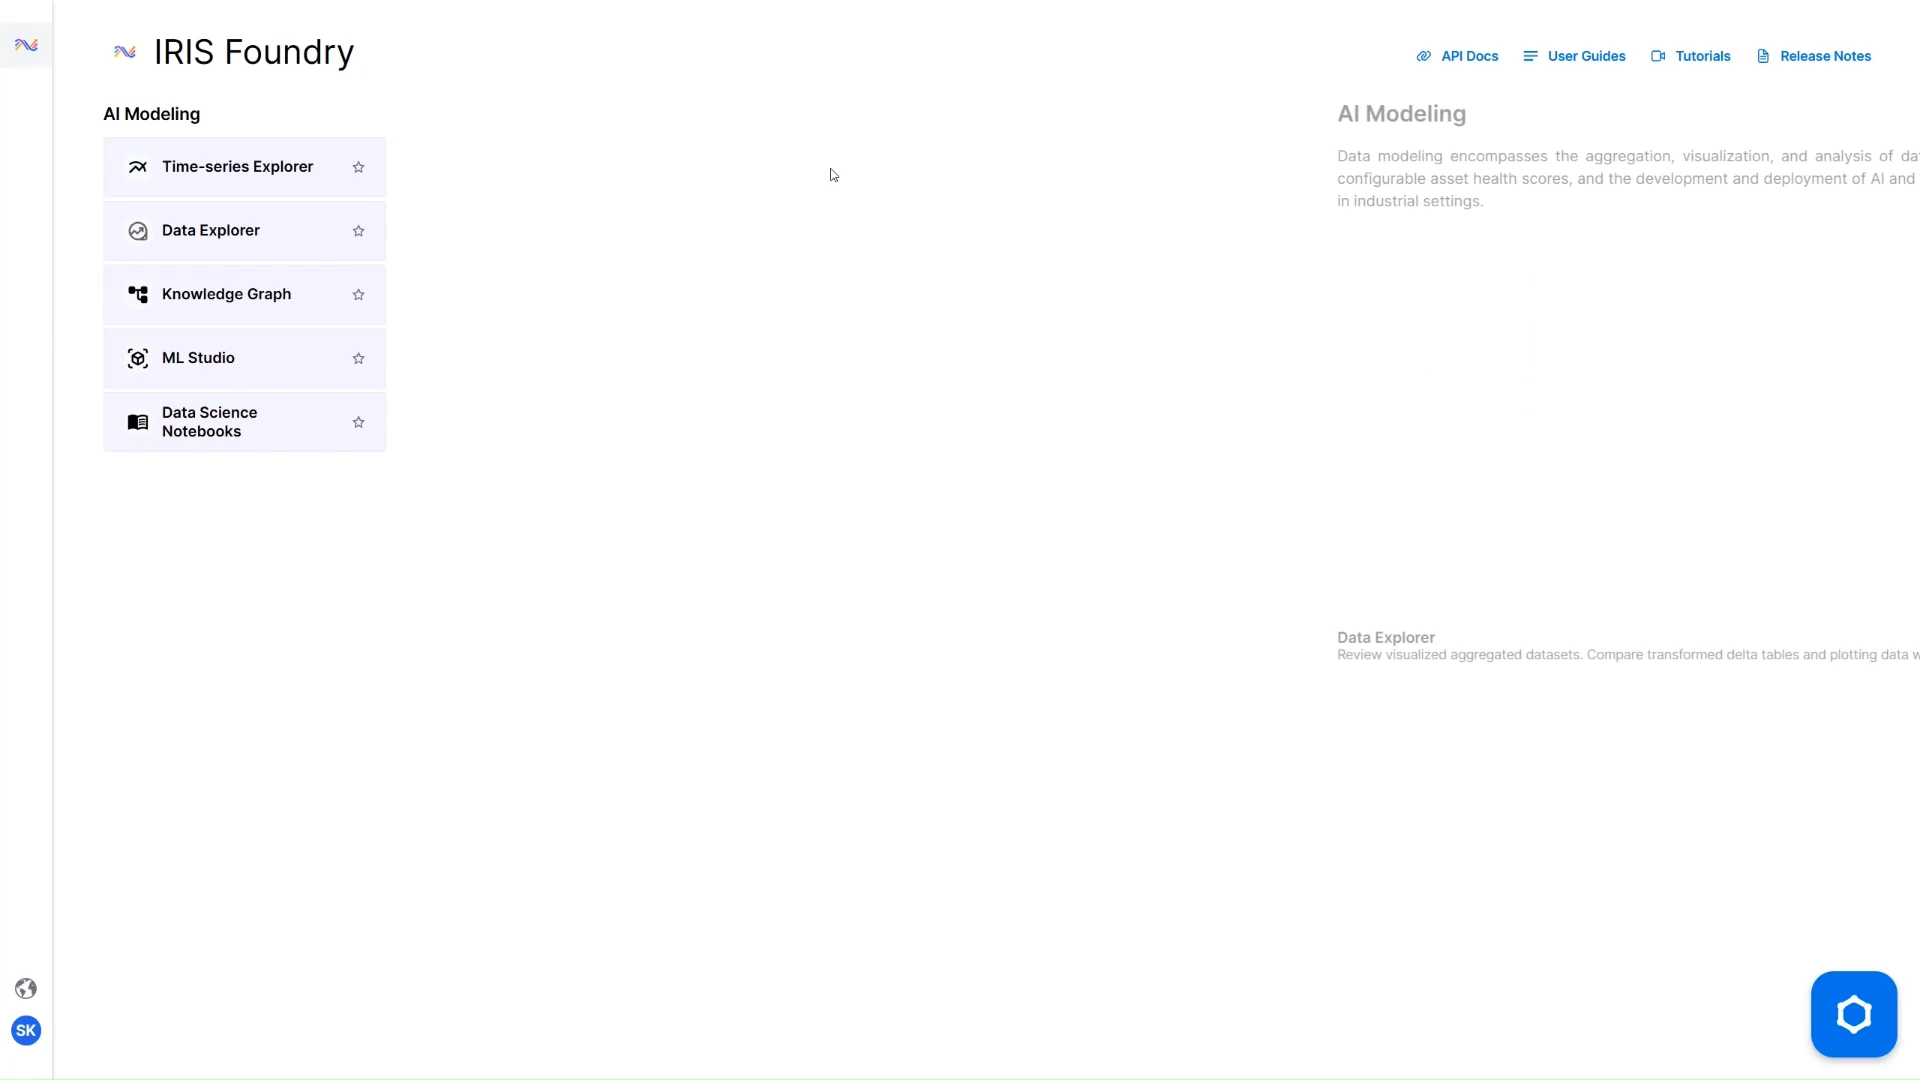 IRIS Foundry
API Docs
User Guides
Tutorials
Release Notes
AI Modeling
Time-series Explorer
Data Explorer
Knowledge Graph
ML Studio
Data Science
Notebooks
AI Modeling
Data modeling encompasses the aggregation, visualization, and analysis of
configurable asset health scores, and the development and deployment of AI and
in industrial settings.
Data Explorer
Review visualized aggregated datasets. Compare transformed delta tables and plotting data
SK